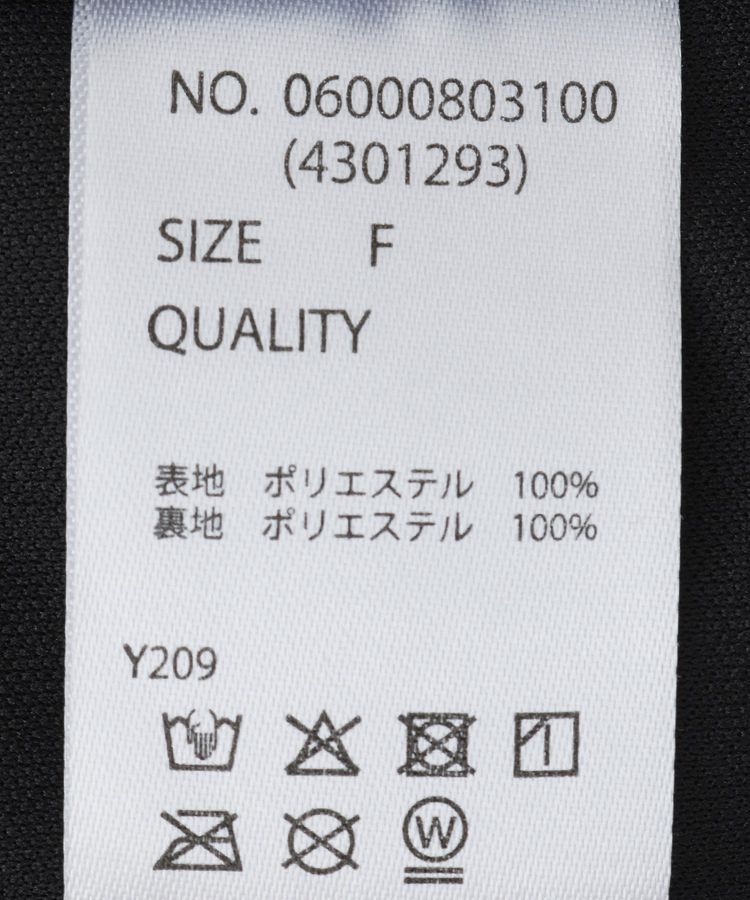 NO. 06000803100
(4301293)
SIZE F
QUALITY
表地 ポリエステル 100%
裏地 ポリエステル 100%
Y209
W